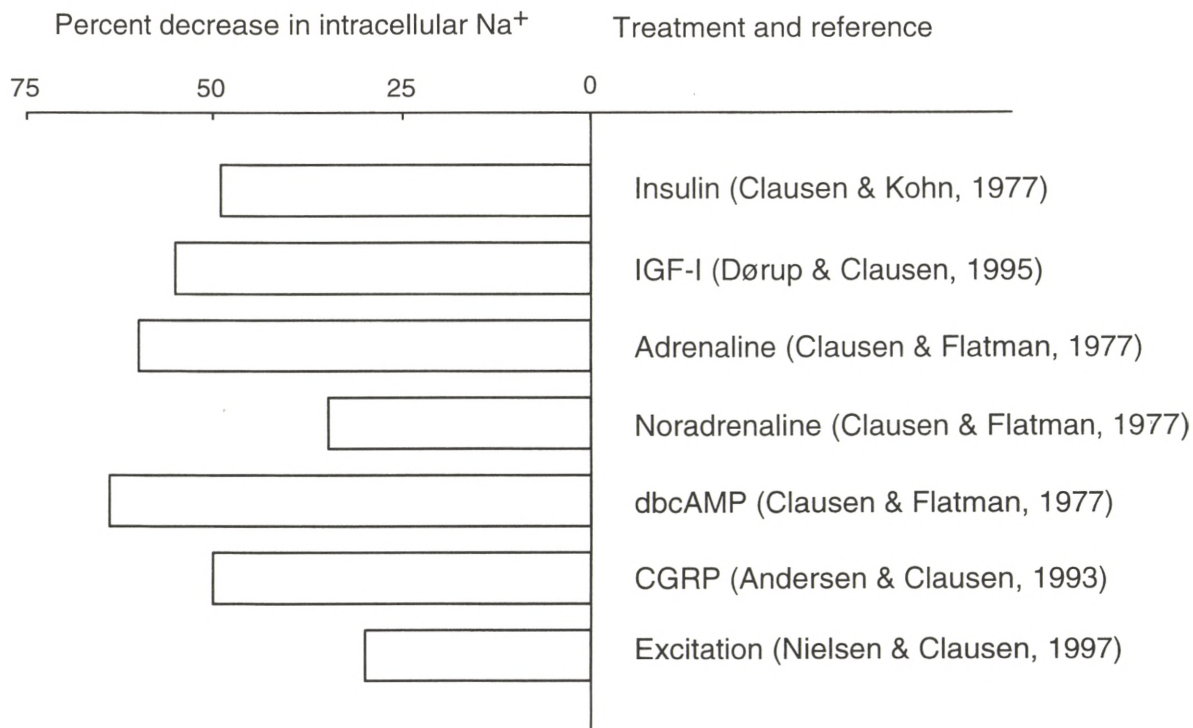 Percent decrease in intracellular Na⁺
Treatment and reference
75 50 25 0
Insulin (Clausen & Kohn, 1977)
IGF-I (Dørup & Clausen, 1995)
Adrenaline (Clausen & Flatman, 1977)
Noradrenaline (Clausen & Flatman, 1977)
dbcAMP (Clausen & Flatman, 1977)
CGRP (Andersen & Clausen, 1993)
Excitation (Nielsen & Clausen, 1997)